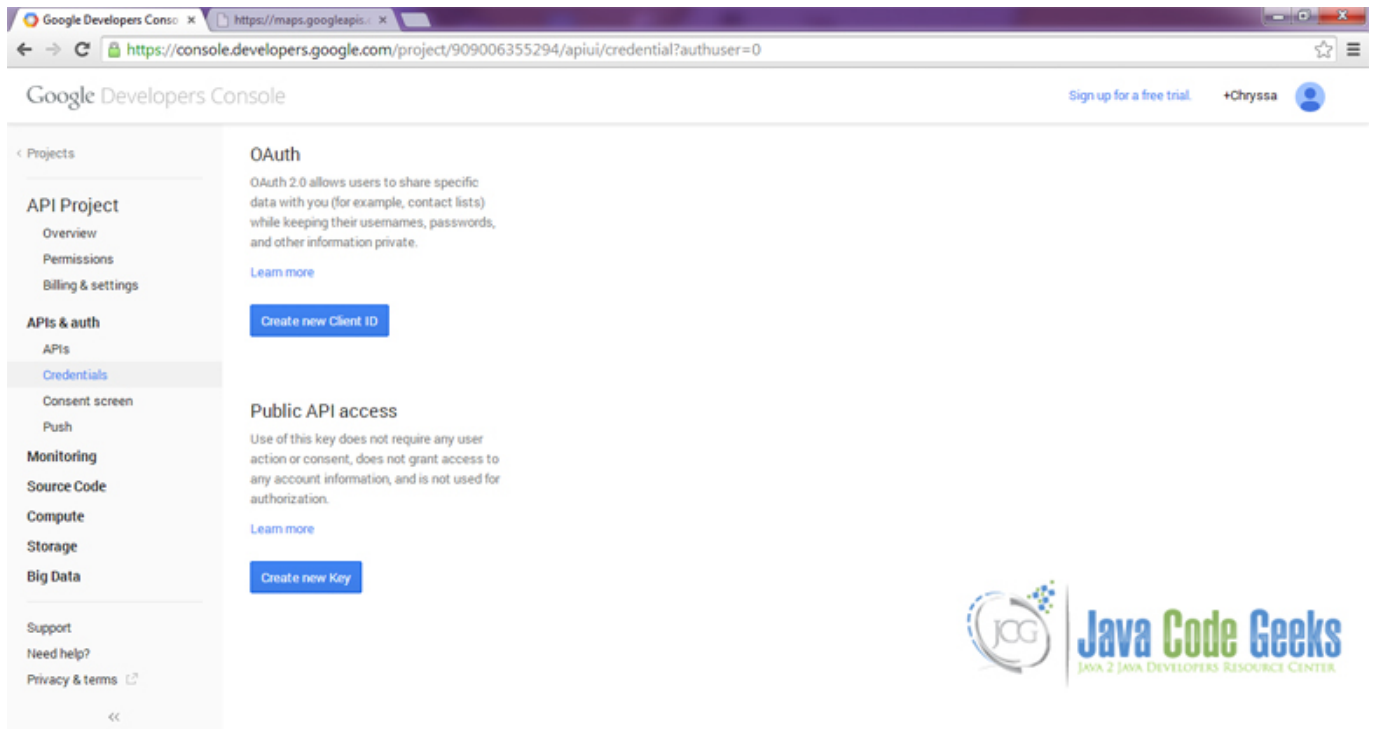 Google Developers Conso
https://maps.googleapis.
https://console.developers.google.com/project/909006355294/apiui/credential?authuser=0
Google Developers Console
Sign up for a free trial.
+Chryssa
< Projects
API Project
Overview
Permissions
Billing & settings
APIs & auth
APIs
Credentials
Consent screen
Push
Monitoring
Source Code
Compute
Storage
Big Data
Support
Need help?
Privacy & terms
<<
OAuth
OAuth 2.0 allows users to share specific
data with you (for example, contact lists)
while keeping their usernames, passwords,
and other information private.
Learn more
Create new Client ID
Public API access
Use of this key does not require any user
action or consent, does not grant access to
any account information, and is not used for
authorization.
Learn more
Create new Key
JCG
Java Code Geeks
JAVA 2 JAVA DEVELOPERS RESOURCE CENTER